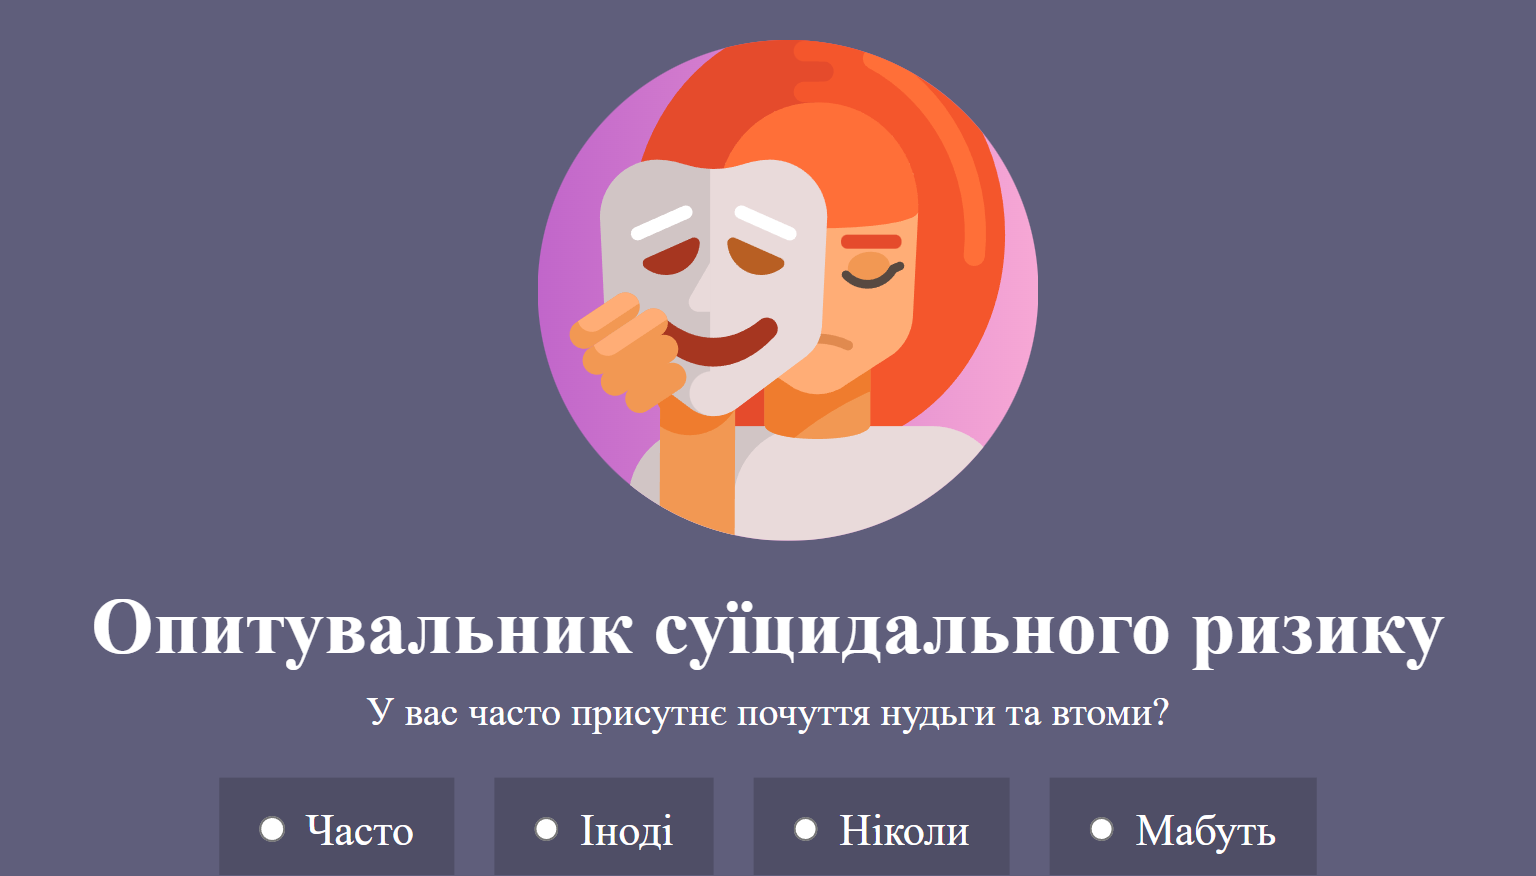 Опитувальник суїцидального ризику
У вас часто присутнє почуття нудьги та втоми?
Часто
Іноді
Ніколи
Мабуть